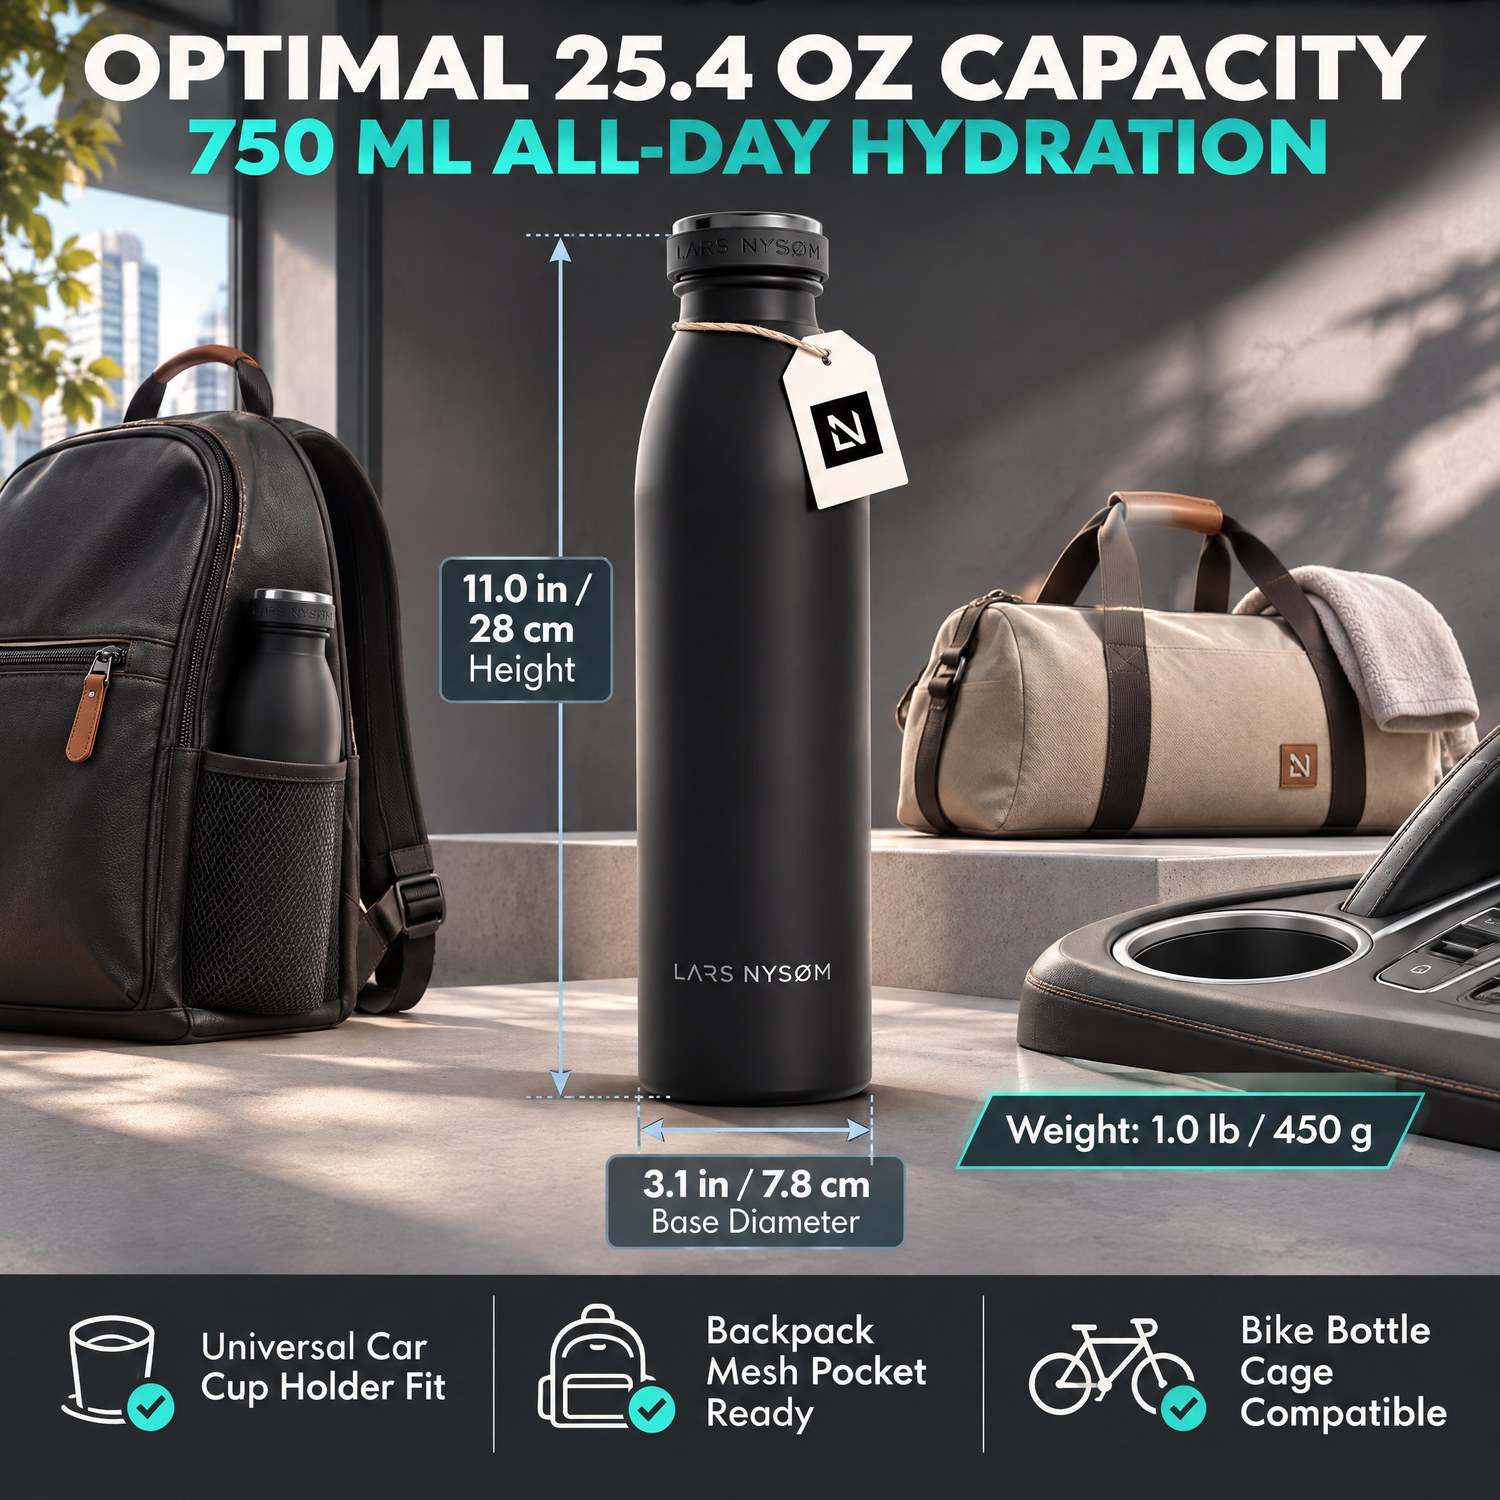 OPTIMAL 25.4 OZ CAPACITY
750 ML ALL-DAY HYDRATION
LARS NYSØM
11.0 in /
28 cm
Height
NYSØM
LARS NYSØM
Weight: 1.0 lb / 450 g
3.1 in / 7.8 cm
Base Diameter
Universal Car
Cup Holder Fit
Backpack
Mesh Pocket
Ready
Bike Bottle
Cage
Compatible